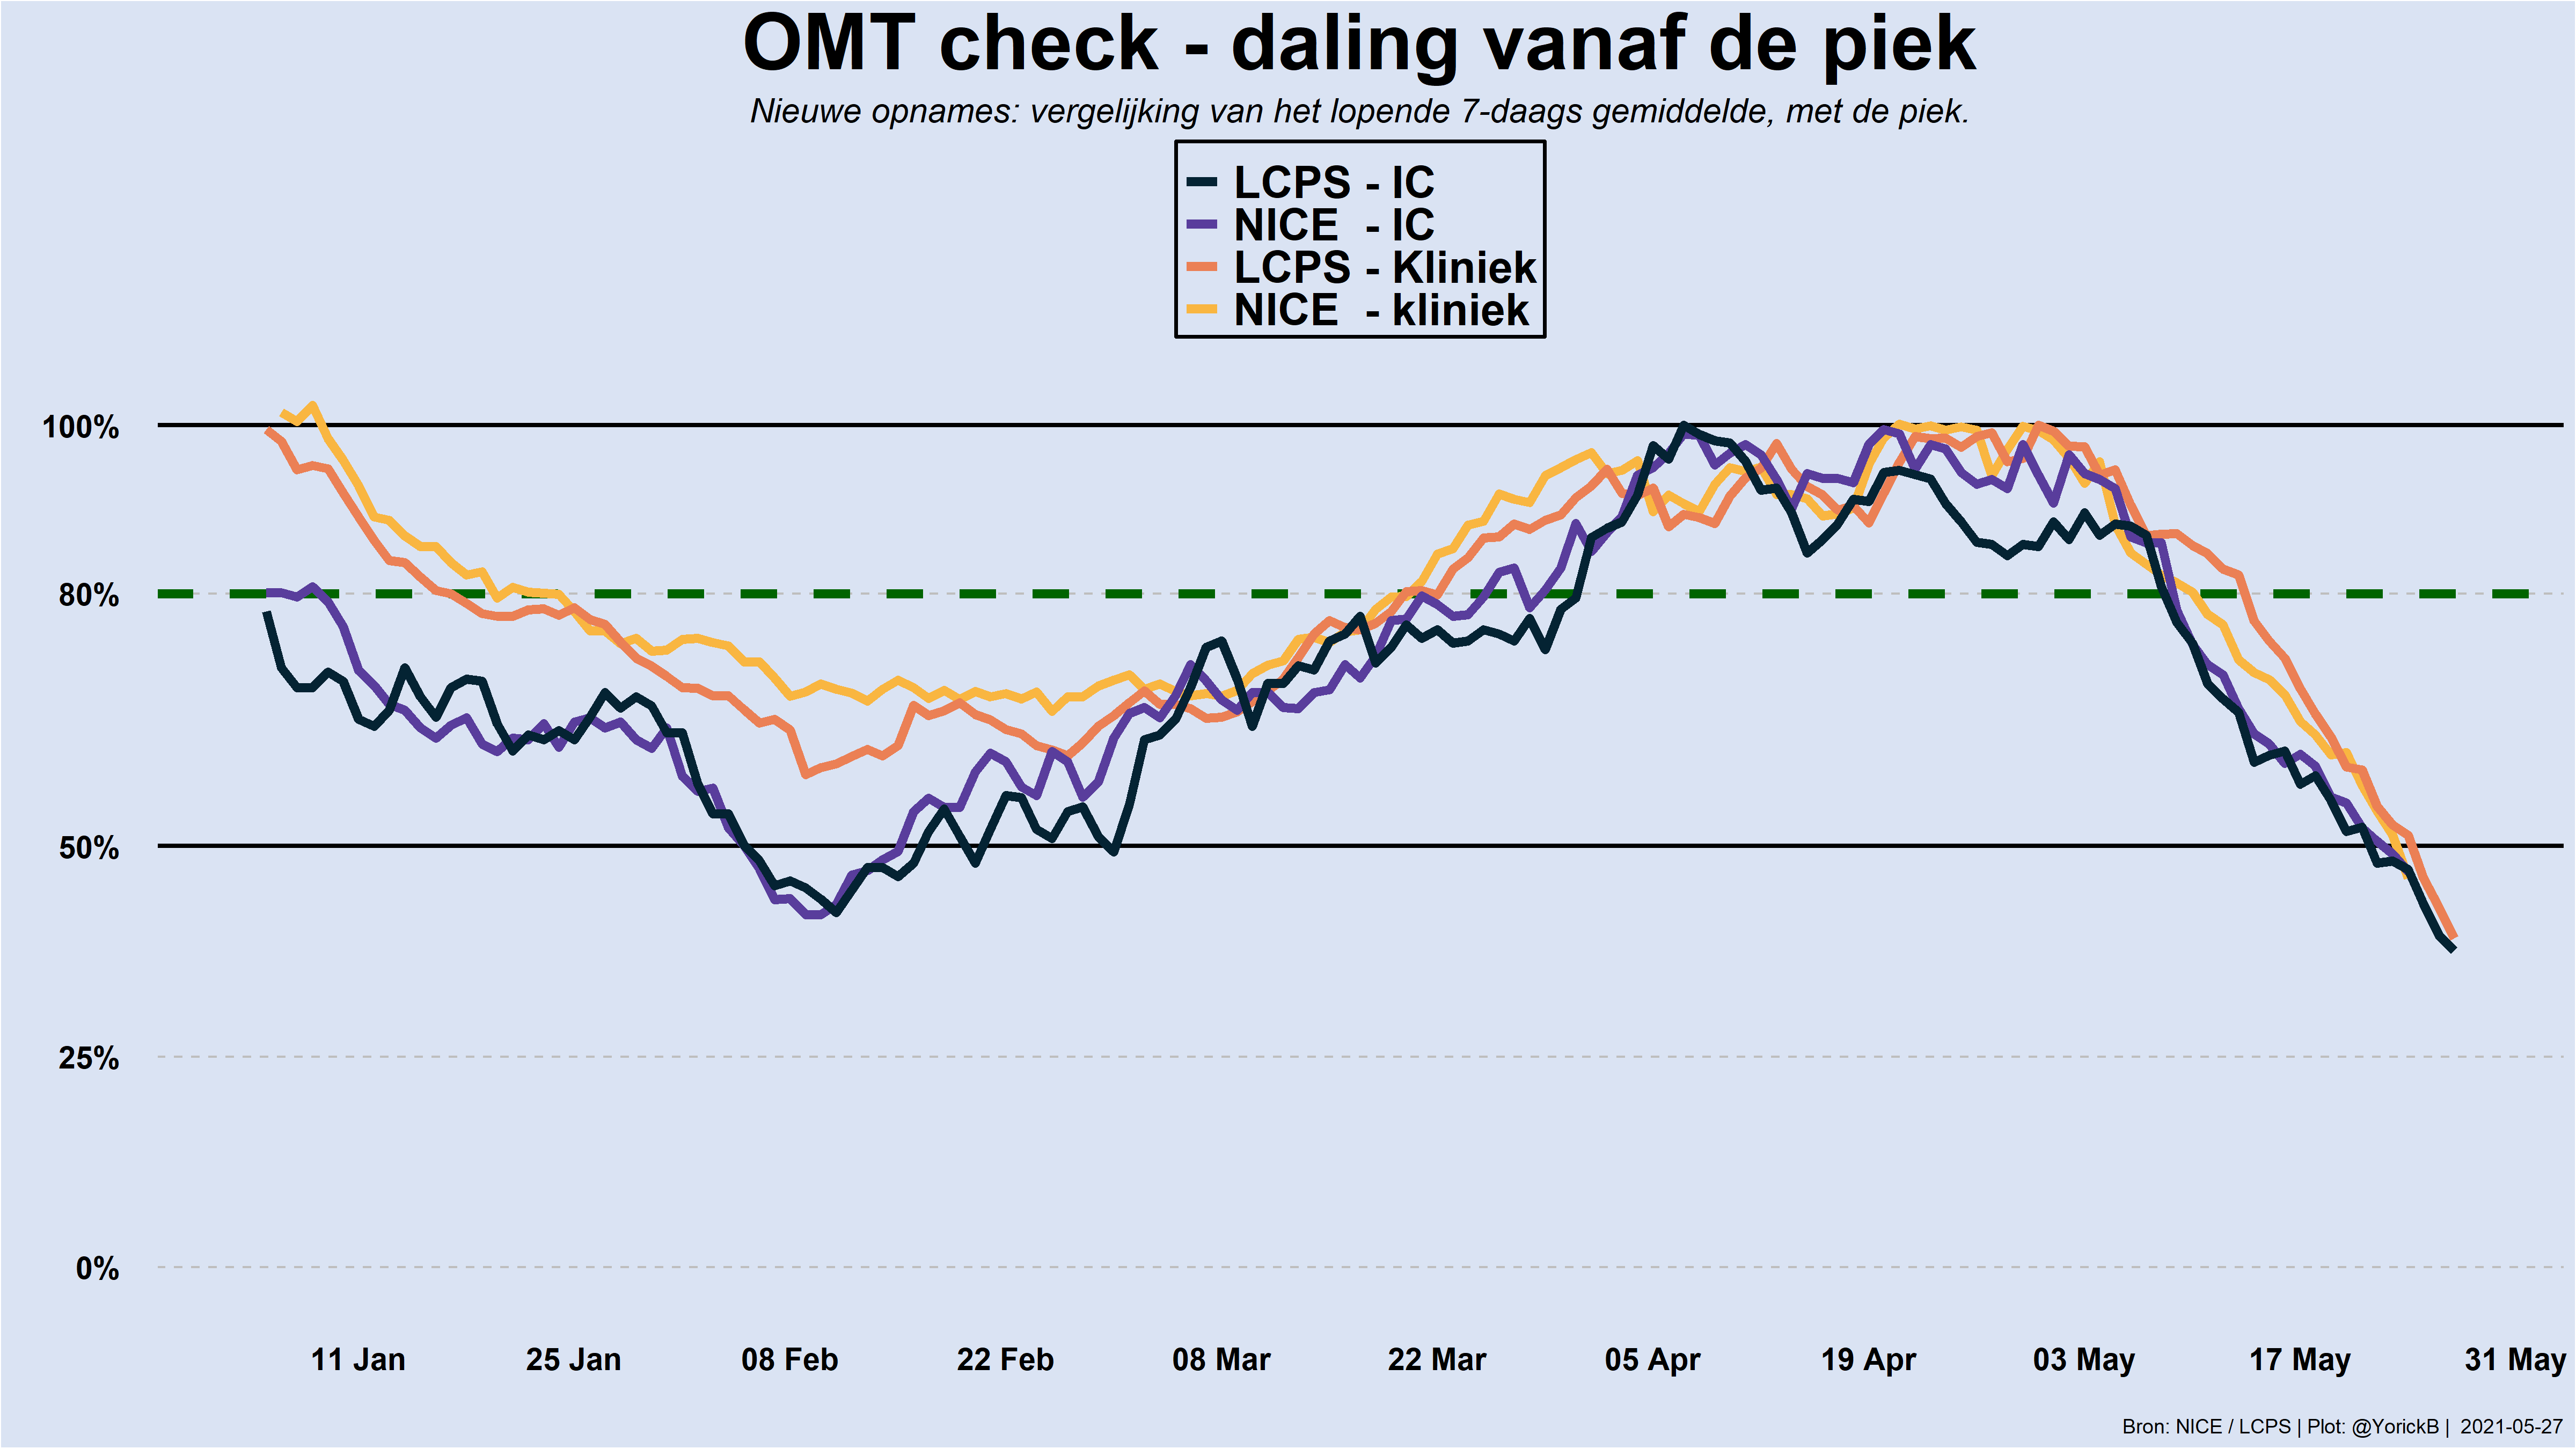 OMT check - daling vanaf de piek
Nieuwe opnames: vergelijking van het lopende 7-daags gemiddelde, met de piek.
LCPS - IC
NICE - IC
LCPS - Kliniek
NICE - kliniek
100%
80%
50%
25%
0%
11 Jan 25 Jan 08 Feb 22 Feb 08 Mar 22 Mar 05 Apr 19 Apr 03 May 17 May 31 May
Bron: NICE / LCPS | Plot: @YorickB | 2021-05-27